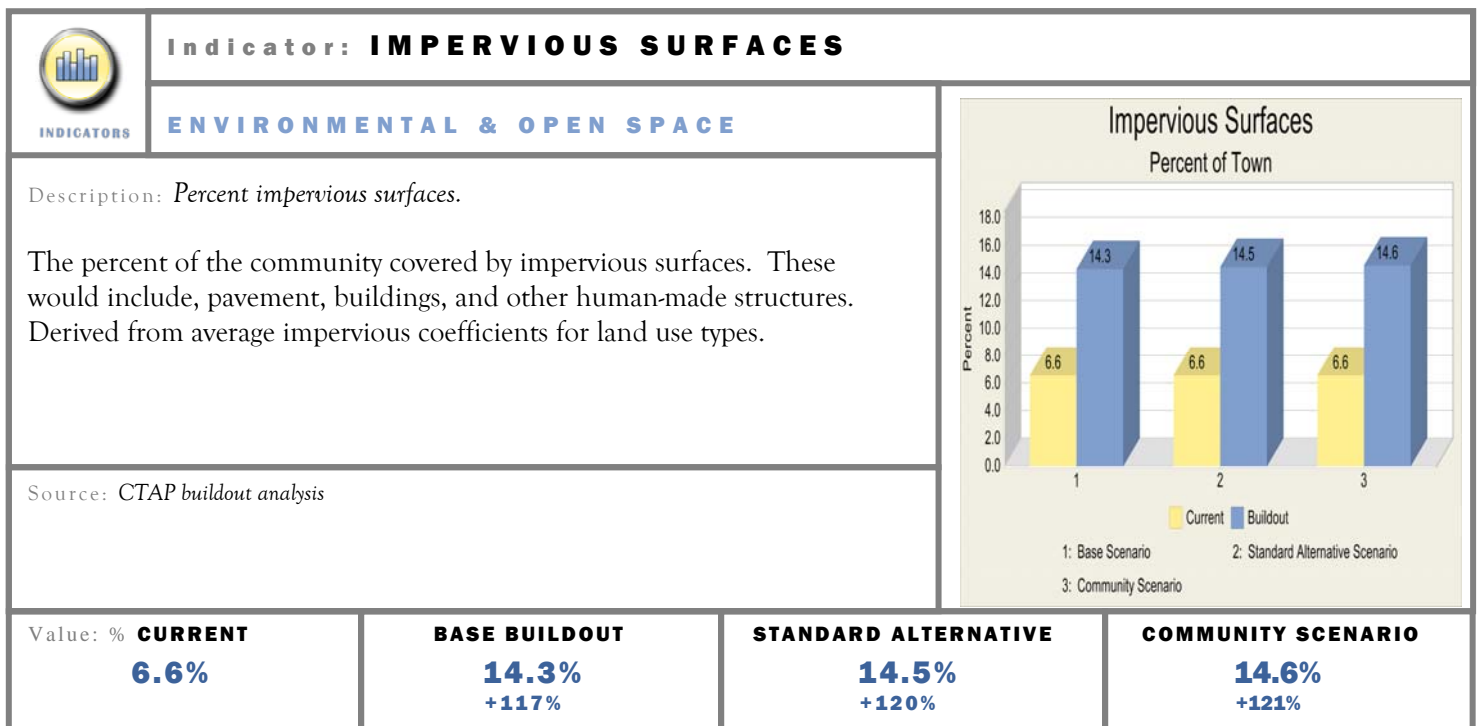 Indicator: IMPERVIOUS SURFACES
INDICATORS
ENVIRONMENTAL & OPEN SPACE
Description: Percent impervious surfaces.
The percent of the community covered by impervious surfaces. These
would include, pavement, buildings, and other human-made structures.
Derived from average impervious coefficients for land use types.
Source: CTAP buildout analysis
Impervious Surfaces
Percent of Town
Percent
18.0
16.0
14.0
12.0
10.0
8.0
6.0
4.0
2.0
0.0
6.6
14.3
6.6
14.5
6.6
14.6
1
2
3
Current
Buildout
1: Base Scenario
2: Standard Alternative Scenario
3: Community Scenario
Value: % CURRENT
6.6%
BASE BUILDOUT
14.3%
+117%
STANDARD ALTERNATIVE
14.5%
+120%
COMMUNITY SCENARIO
14.6%
+121%